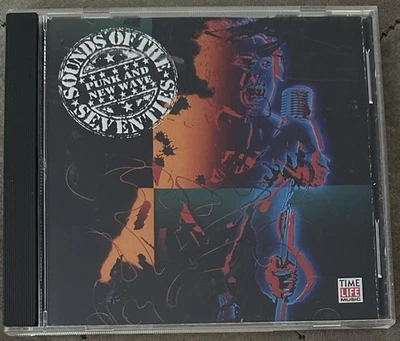 SOUNDS OF THE
PUNK AND
NEW WAVE
SEVENTIES
TIME
LIFE
MUSIC